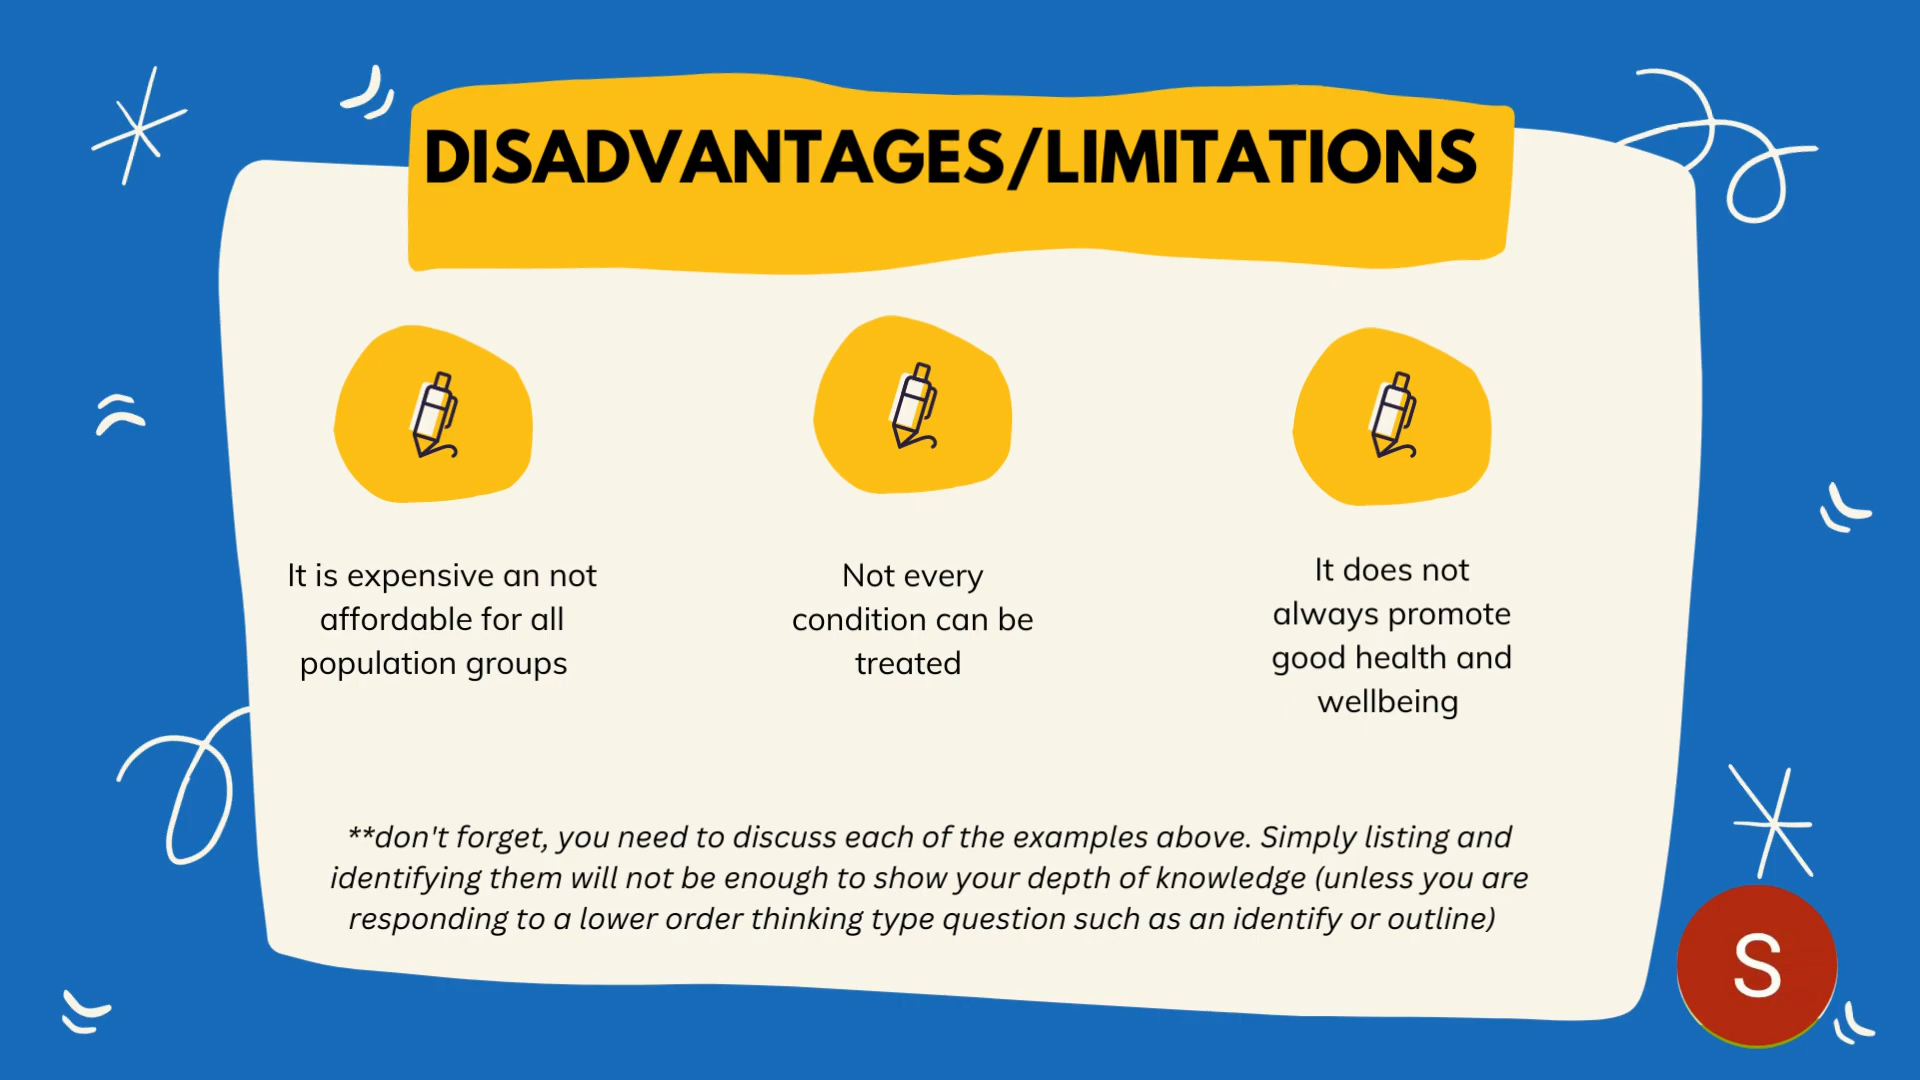 DISADVANTAGES/LIMITATIONS
It is expensive an not
affordable for all
population groups
Not every
condition can be
treated
It does not
always promote
good health and
wellbeing
**don't forget, you need to discuss each of the examples above. Simply listing and
identifying them will not be enough to show your depth of knowledge (unless you are
responding to a lower order thinking type question such as an identify or outline)
S